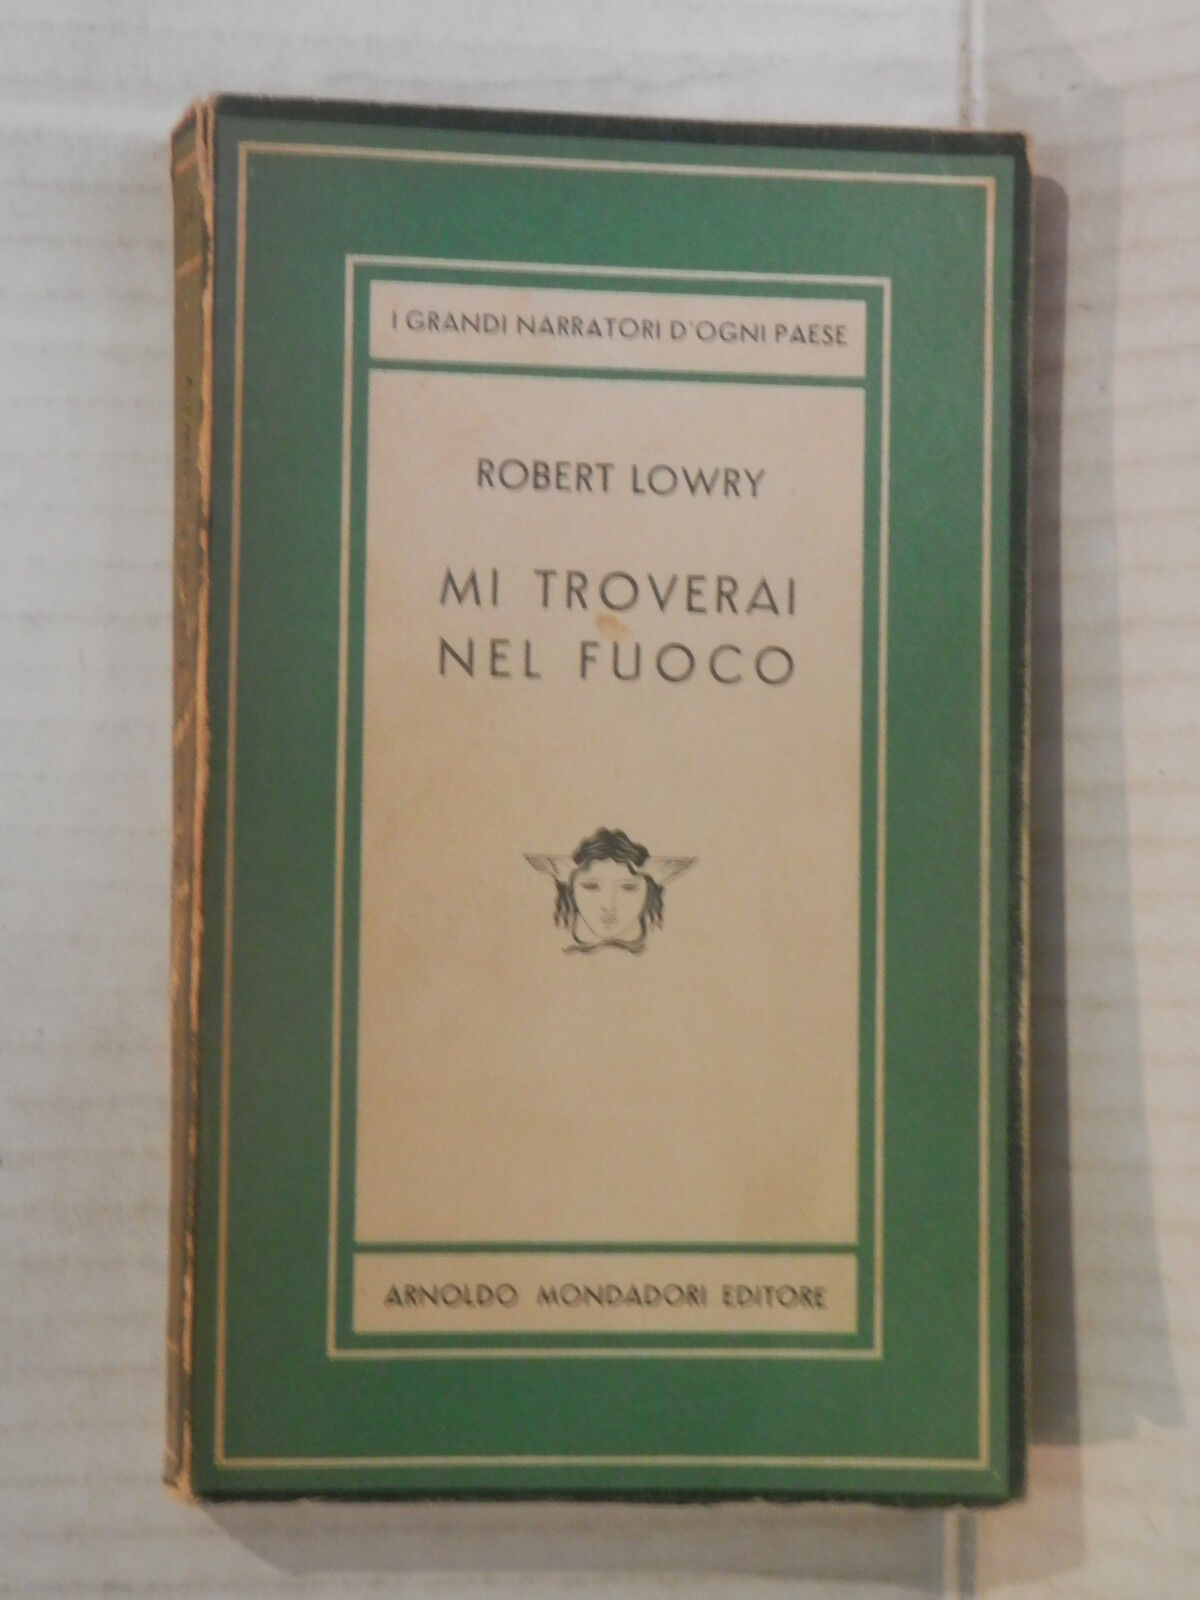 I GRANDI NARRATORI D'OGNI PAESE
ROBERT LOWRY
MI TROVERAI
NEL FUOCO
ARNOLDO MONDADORI EDITORE